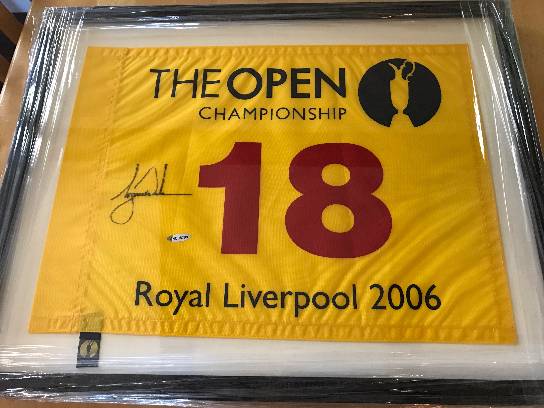 THE OPEN
CHAMPIONSHIP
18
Royal Liverpool 2006